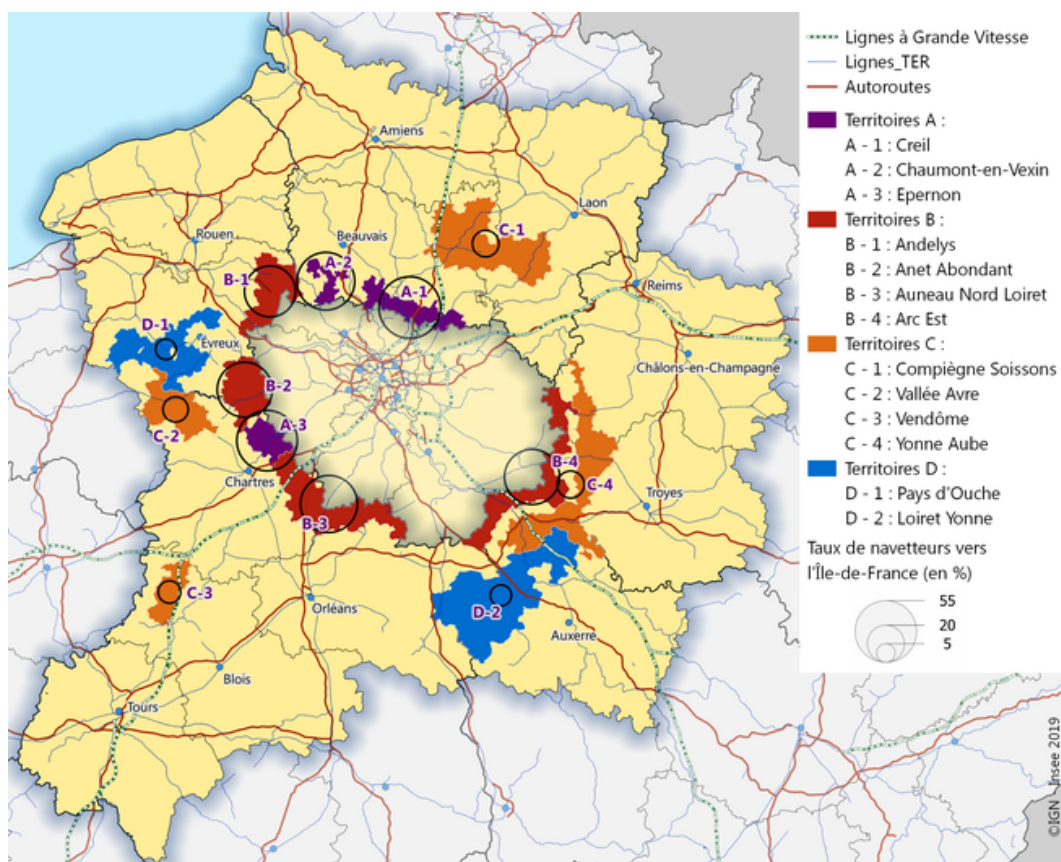 Amiens
Laon
C-1
Rouen
Beauvais
A-2
B-1
A-1
Reims
D-1
Évreux
Châlons-en-Champagne
B-2
C-2
A-3
Chartres
B-4
C-4
Troyes
B-3
C-3
Orléans
D-2
Auxerre
Blois
Tours
Lignes à Grande Vitesse
Lignes_TER
Autoroutes
Territoires A :
A - 1 : Creil
A - 2 : Chaumont-en-Vexin
A - 3 : Epernon
Territoires B :
B - 1 : Andelys
B - 2 : Anet Abondant
B - 3 : Auneau Nord Loiret
B - 4 : Arc Est
Territoires C :
C - 1 : Compiègne Soissons
C - 2 : Vallée Avre
C - 3 : Vendôme
C - 4 : Yonne Aube
Territoires D :
D - 1 : Pays d'Ouche
D - 2 : Loiret Yonne
Taux de navetteurs vers
l'Île-de-France (en %)
55
20
5
©IGN - Insee 2019